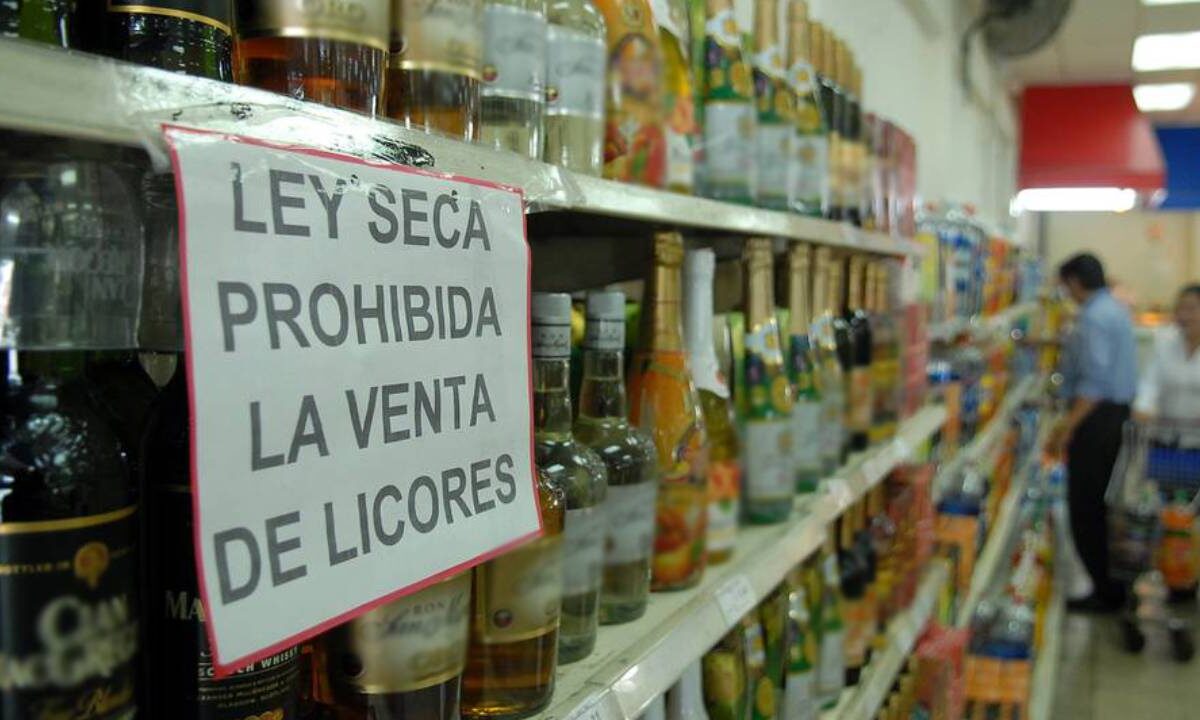 LEY SECA
PROHIBIDA
LA VENTA
DE LICORES